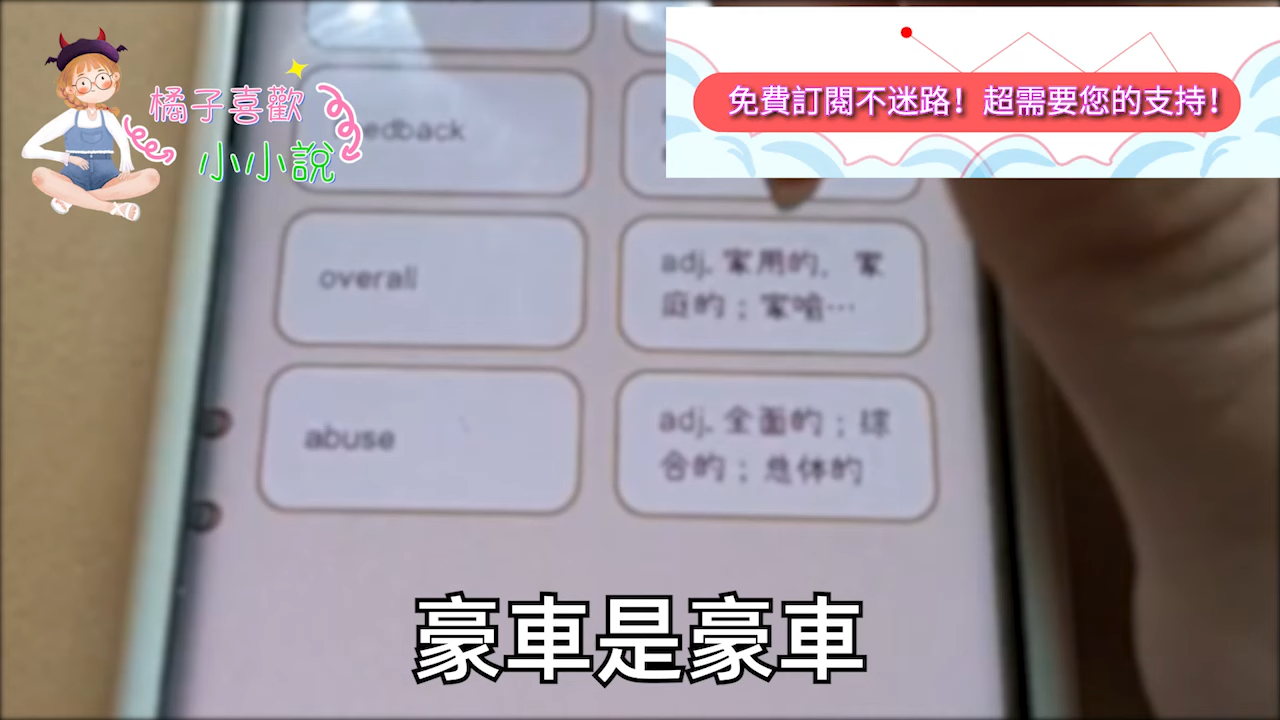 橘子喜歡
小小說
免費訂閱不迷路！超需要您的支持！
edback
overall
adj. 家用的，家
庭的；家喻…
abuse
adj. 全面的；综
合的；总体的
豪車是豪車